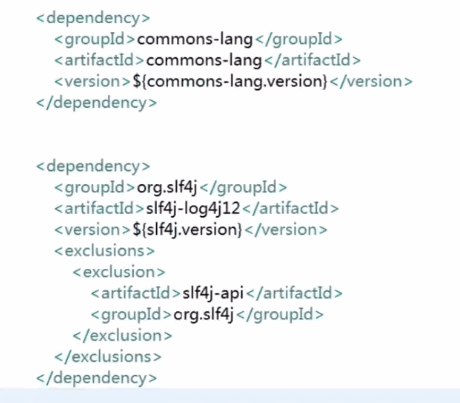 <dependency>
<groupId>commons-lang</groupId>
<artifactId>commons-lang</artifactId>
<version>${commons-lang.version}</version>
</dependency>
<dependency>
<groupId>org.slf4j</groupId>
<artifactId>slf4j-log4j12</artifactId>
<version>${slf4j.version}</version>
<exclusions>
<exclusion>
<artifactId>slf4j-api</artifactId>
<groupId>org.slf4j</groupId>
</exclusion>
</exclusions>
</dependency>